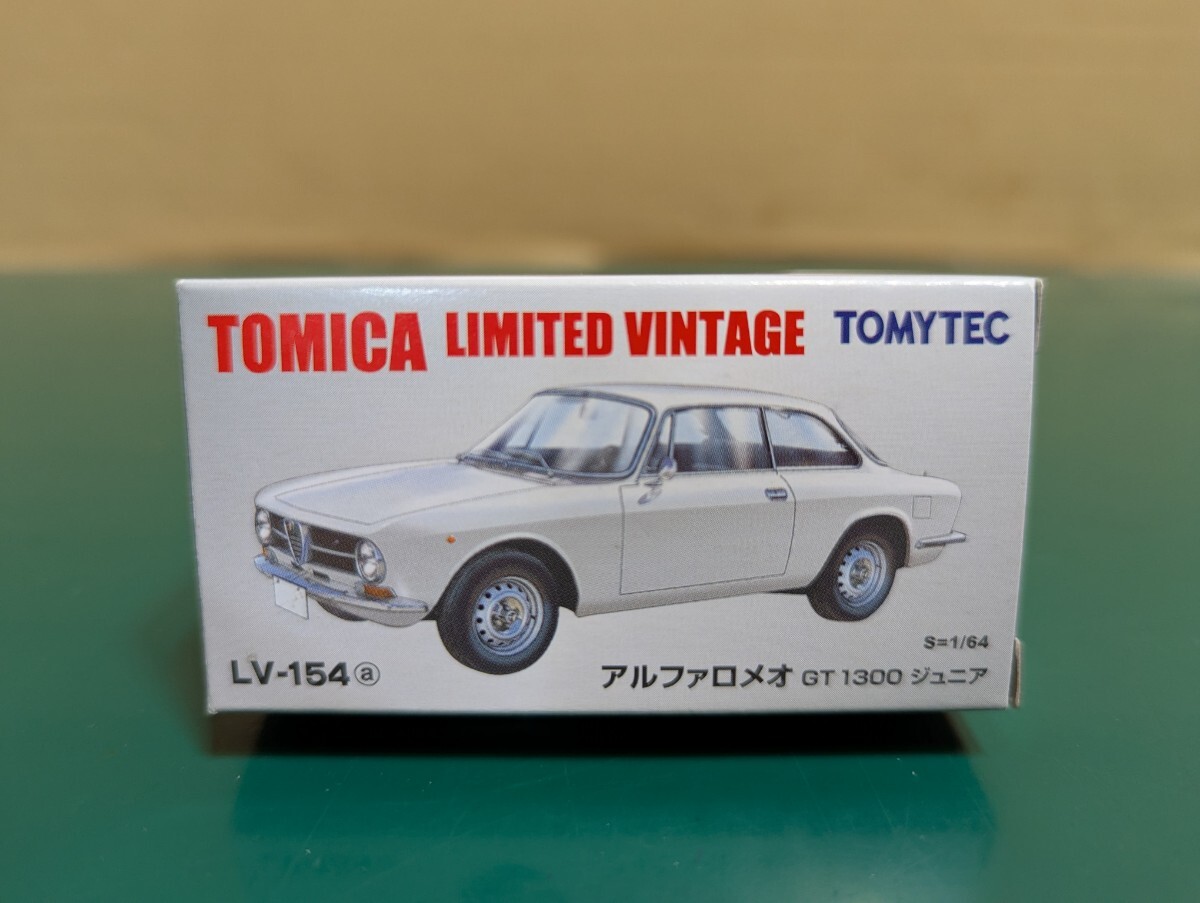 TOMICA LIMITED VINTAGE TOMYTEC
S=1/64
LV-154ⓐ アルファロメオ GT 1300 ジュニア